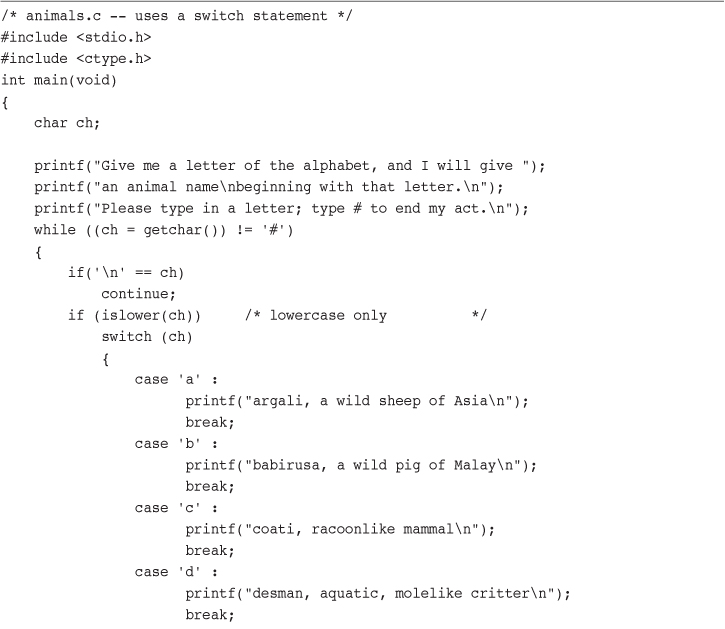 /* animals.c -- uses a switch statement */
#include <stdio.h>
#include <ctype.h>
int main(void)
{
    char ch;

    printf("Give me a letter of the alphabet, and I will give ");
    printf("an animal name\nbeginning with that letter.\n");
    printf("Please type in a letter; type # to end my act.\n");
    while ((ch = getchar()) != '#')
    {
        if('\n' == ch)
            continue;
        if (islower(ch))     /* lowercase only          */
            switch (ch)
            {
                case 'a' :
                      printf("argali, a wild sheep of Asia\n");
                      break;
                case 'b' :
                      printf("babirusa, a wild pig of Malay\n");
                      break;
                case 'c' :
                      printf("coati, racoonlike mammal\n");
                      break;
                case 'd' :
                      printf("desman, aquatic, molelike critter\n");
                      break;